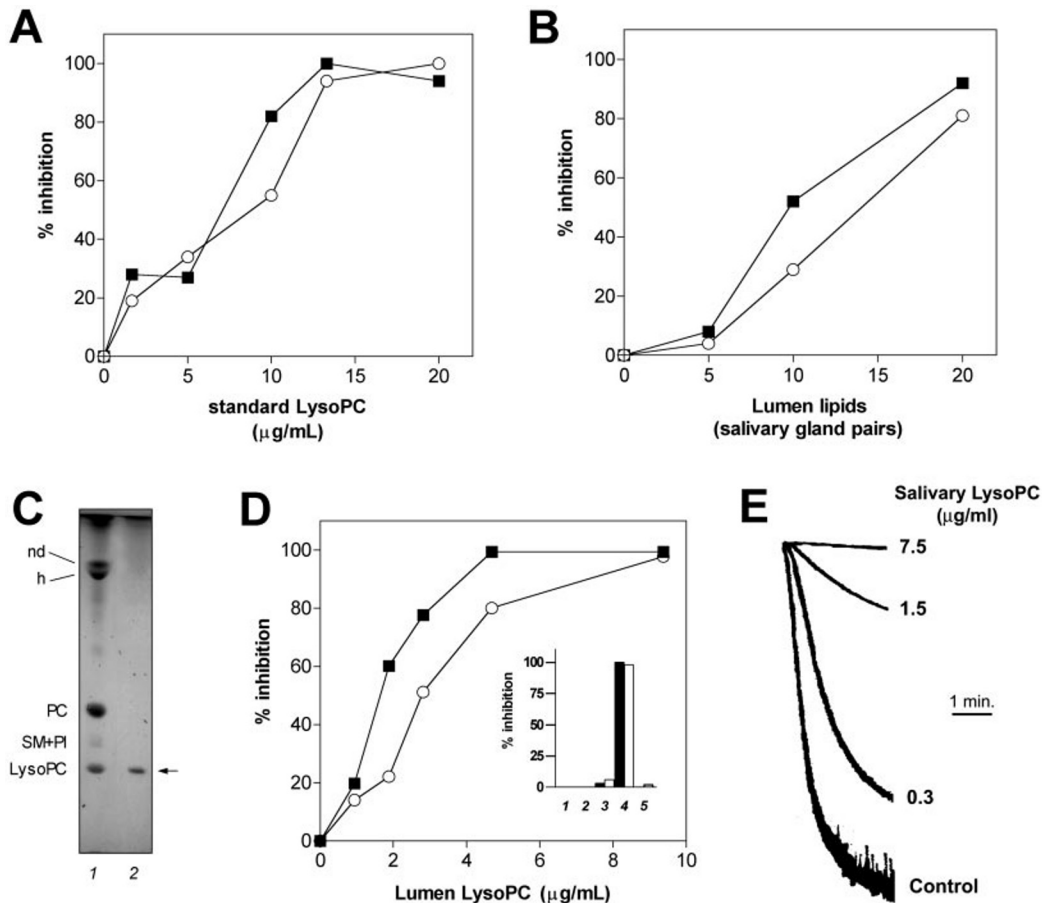 A
% inhibition
100
80
60
40
20
0
0 5 10 15 20
standard LysoPC
(μg/mL)
B
% inhibition
100
80
60
40
20
0
0 5 10 15 20
Lumen lipids
(salivary gland pairs)
C
nd
h
PC
SM+PI
LysoPC
1 2
D
% inhibition
100
80
60
40
20
0
0 2 4 6 8 10
Lumen LysoPC (μg/mL)
% inhibition
100
75
50
25
0
1 2 3 4 5
E
Salivary LysoPC
(μg/ml)
7.5
1.5
1 min.
0.3
Control